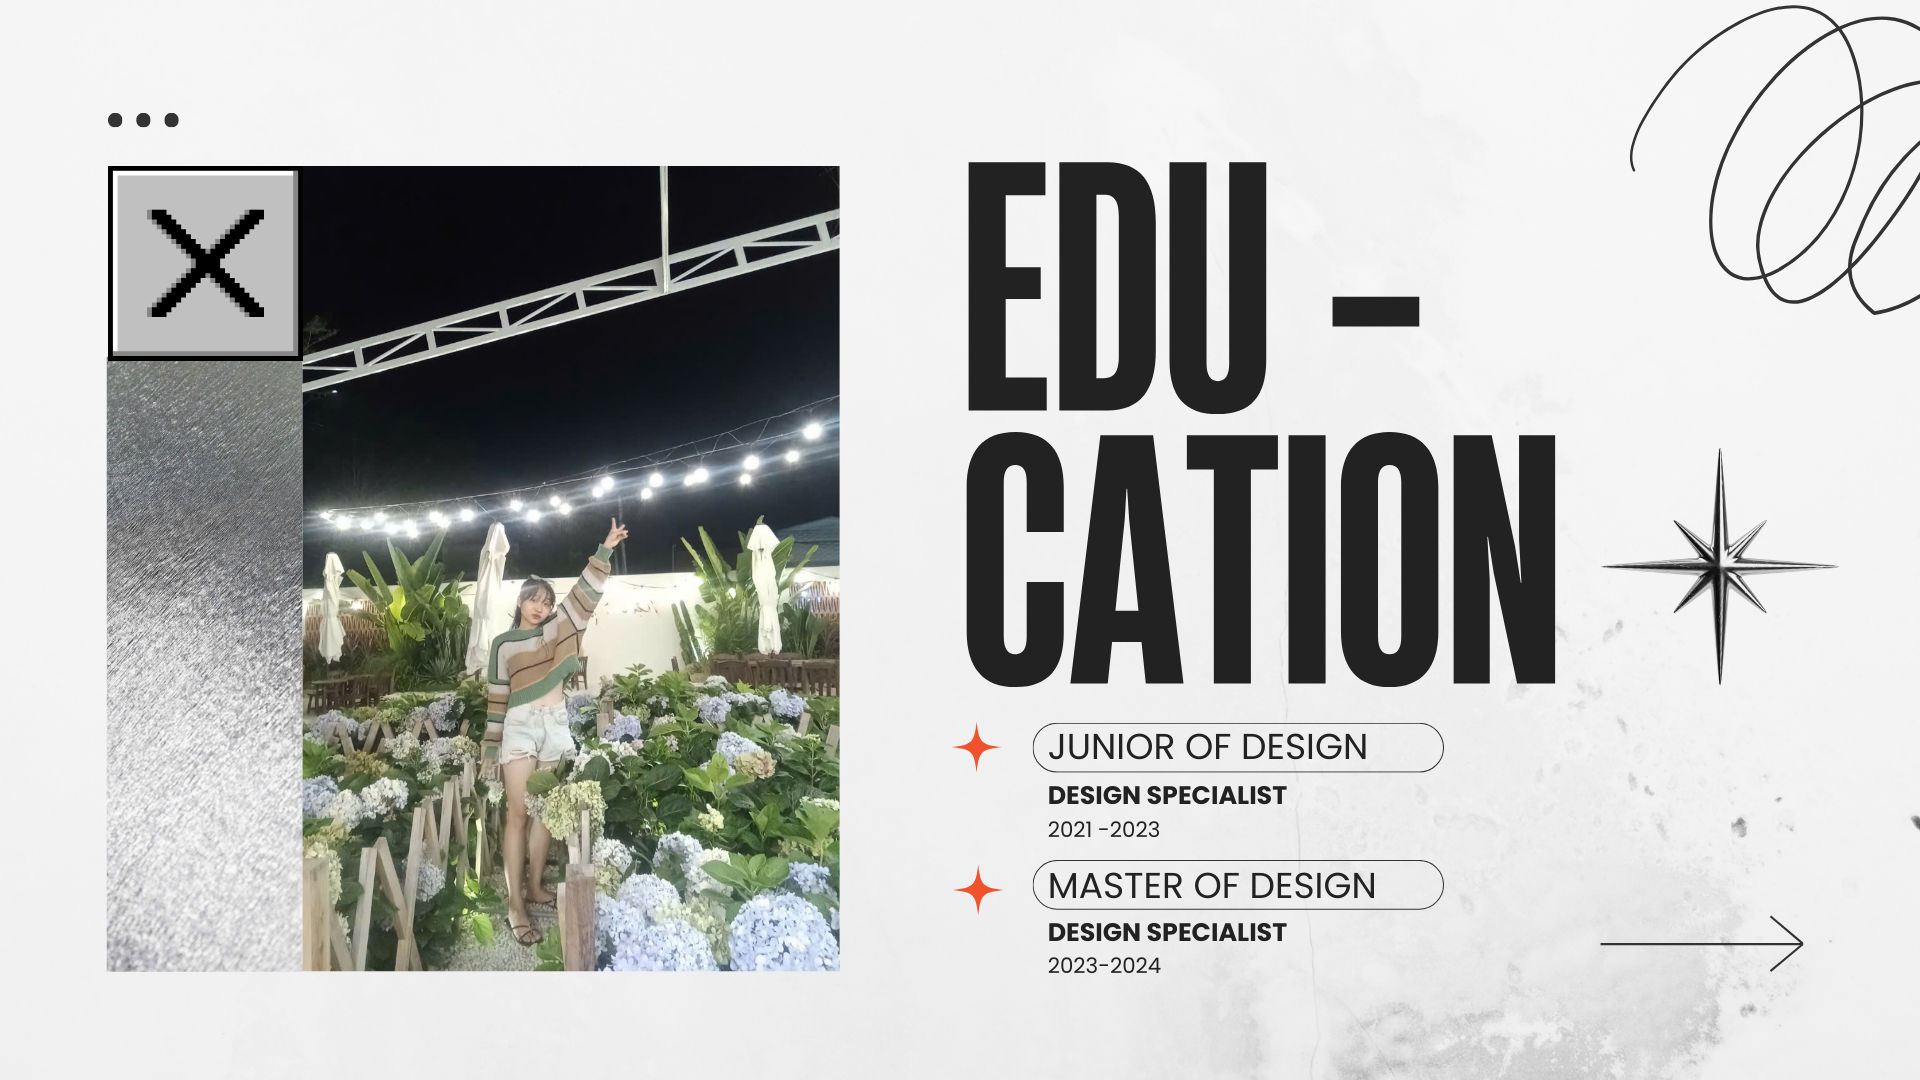 EDU -
CATION
JUNIOR OF DESIGN
DESIGN SPECIALIST
2021 -2023
MASTER OF DESIGN
DESIGN SPECIALIST
2023-2024